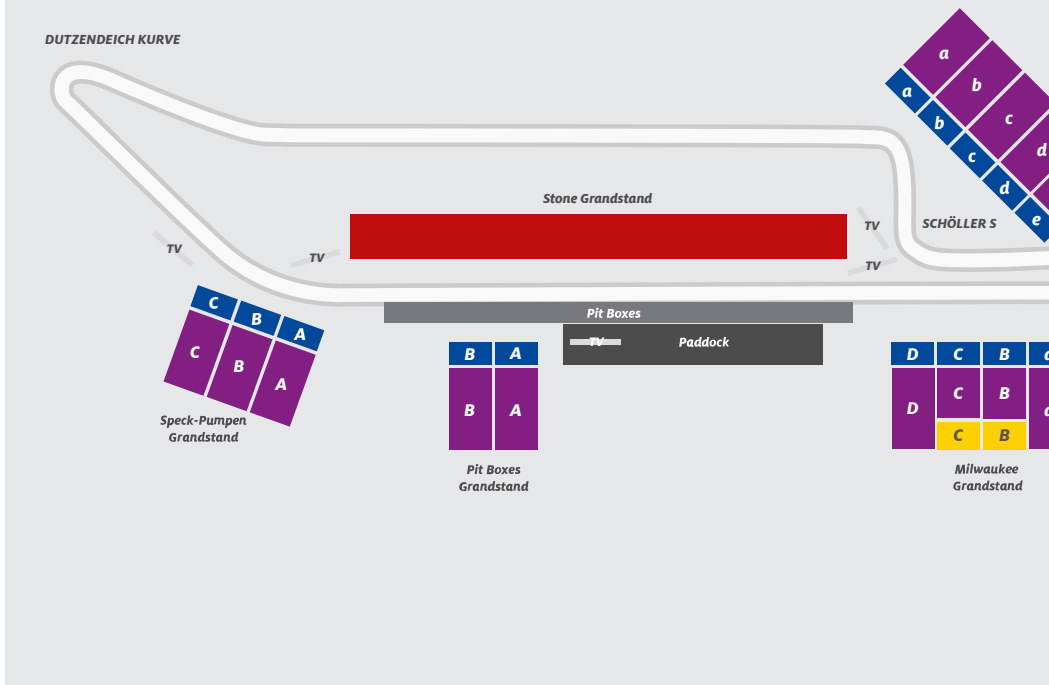 DUTZENDEICH KURVE
a
b
c
d
a
b
c
d
e
Stone Grandstand
SCHÖLLER S
TV
TV
TV
TV
C
B
A
C
B
A
Speck-Pumpen
Grandstand
Pit Boxes
TV
Paddock
B
A
B
A
Pit Boxes
Grandstand
D
C
B
D
C
B
C
B
Milwaukee
Grandstand